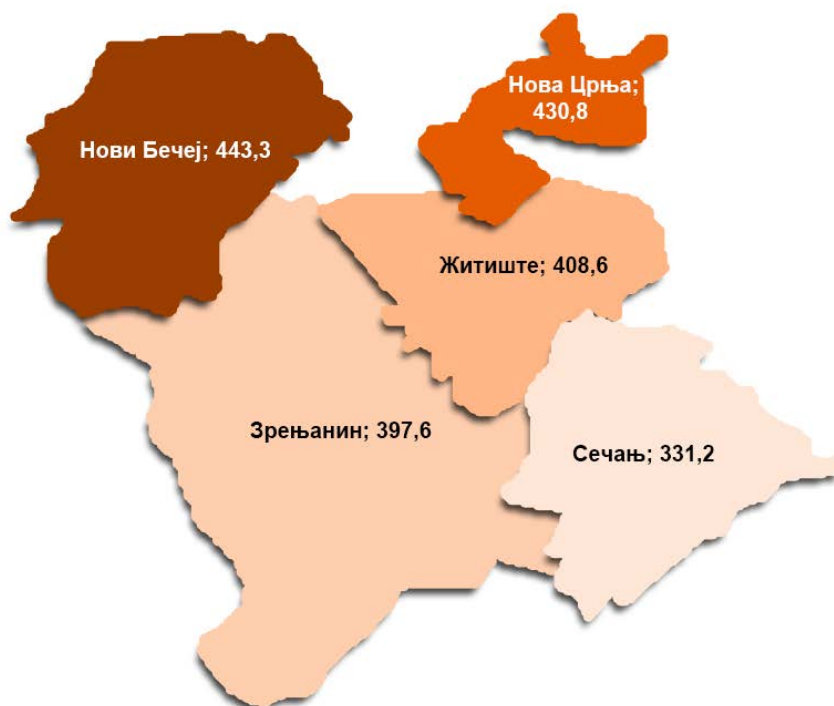 Нова Црња;
430,8
Нови Бечеј; 443,3
Житиште; 408,6
Зрењанин; 397,6
Сечањ; 331,2